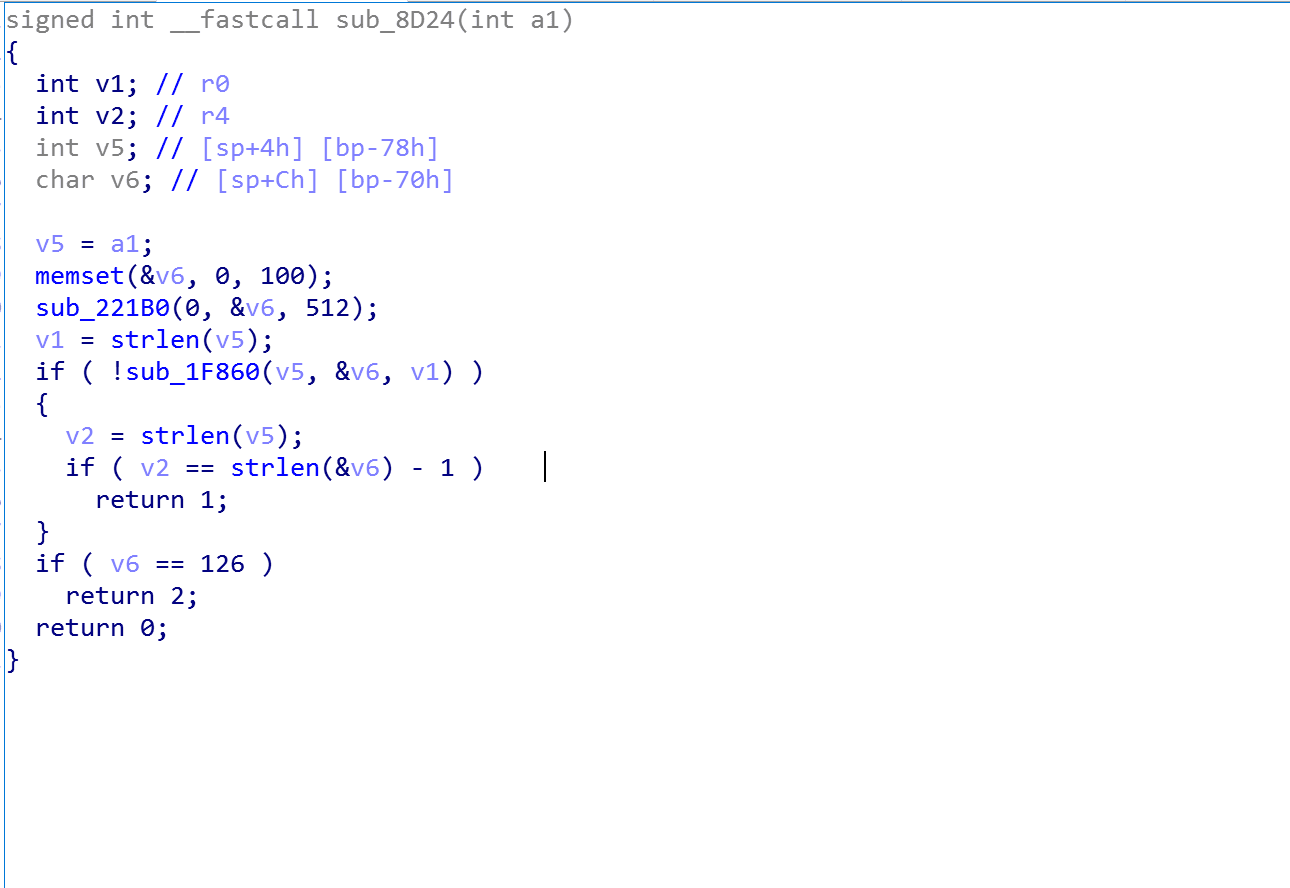 signed int __fastcall sub_8D24(int a1)
{
  int v1; // r0
  int v2; // r4
  int v5; // [sp+4h] [bp-78h]
  char v6; // [sp+Ch] [bp-70h]

  v5 = a1;
  memset(&v6, 0, 100);
  sub_221B0(0, &v6, 512);
  v1 = strlen(v5);
  if ( !sub_1F860(v5, &v6, v1) )
  {
    v2 = strlen(v5);
    if ( v2 == strlen(&v6) - 1 )
      return 1;
  }
  if ( v6 == 126 )
    return 2;
  return 0;
}